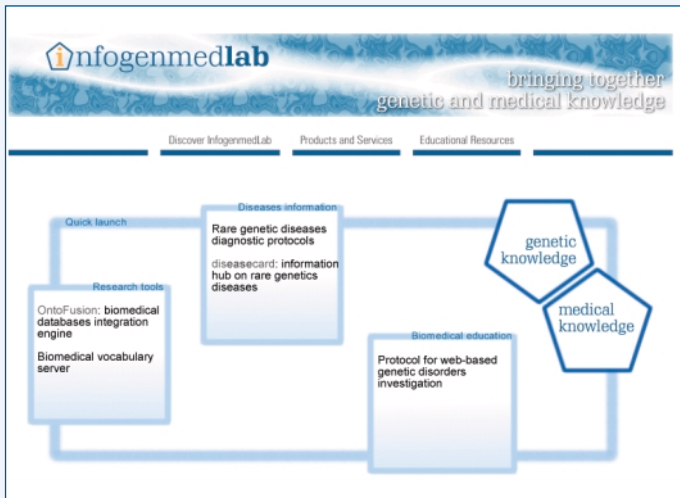 infogenmedlab
bringing together
genetic and medical knowledge
Discover InfogenmedLab
Products and Services
Educational Resources
Quick launch
Diseases information
Rare genetic diseases
diagnostic protocols
diseasecard: information
hub on rare genetics
diseases
genetic
knowledge
medical
knowledge
Research tools
OntoFusion: biomedical
databases integration
engine
Biomedical vocabulary
server
Biomedical education
Protocol for web-based
genetic disorders
investigation